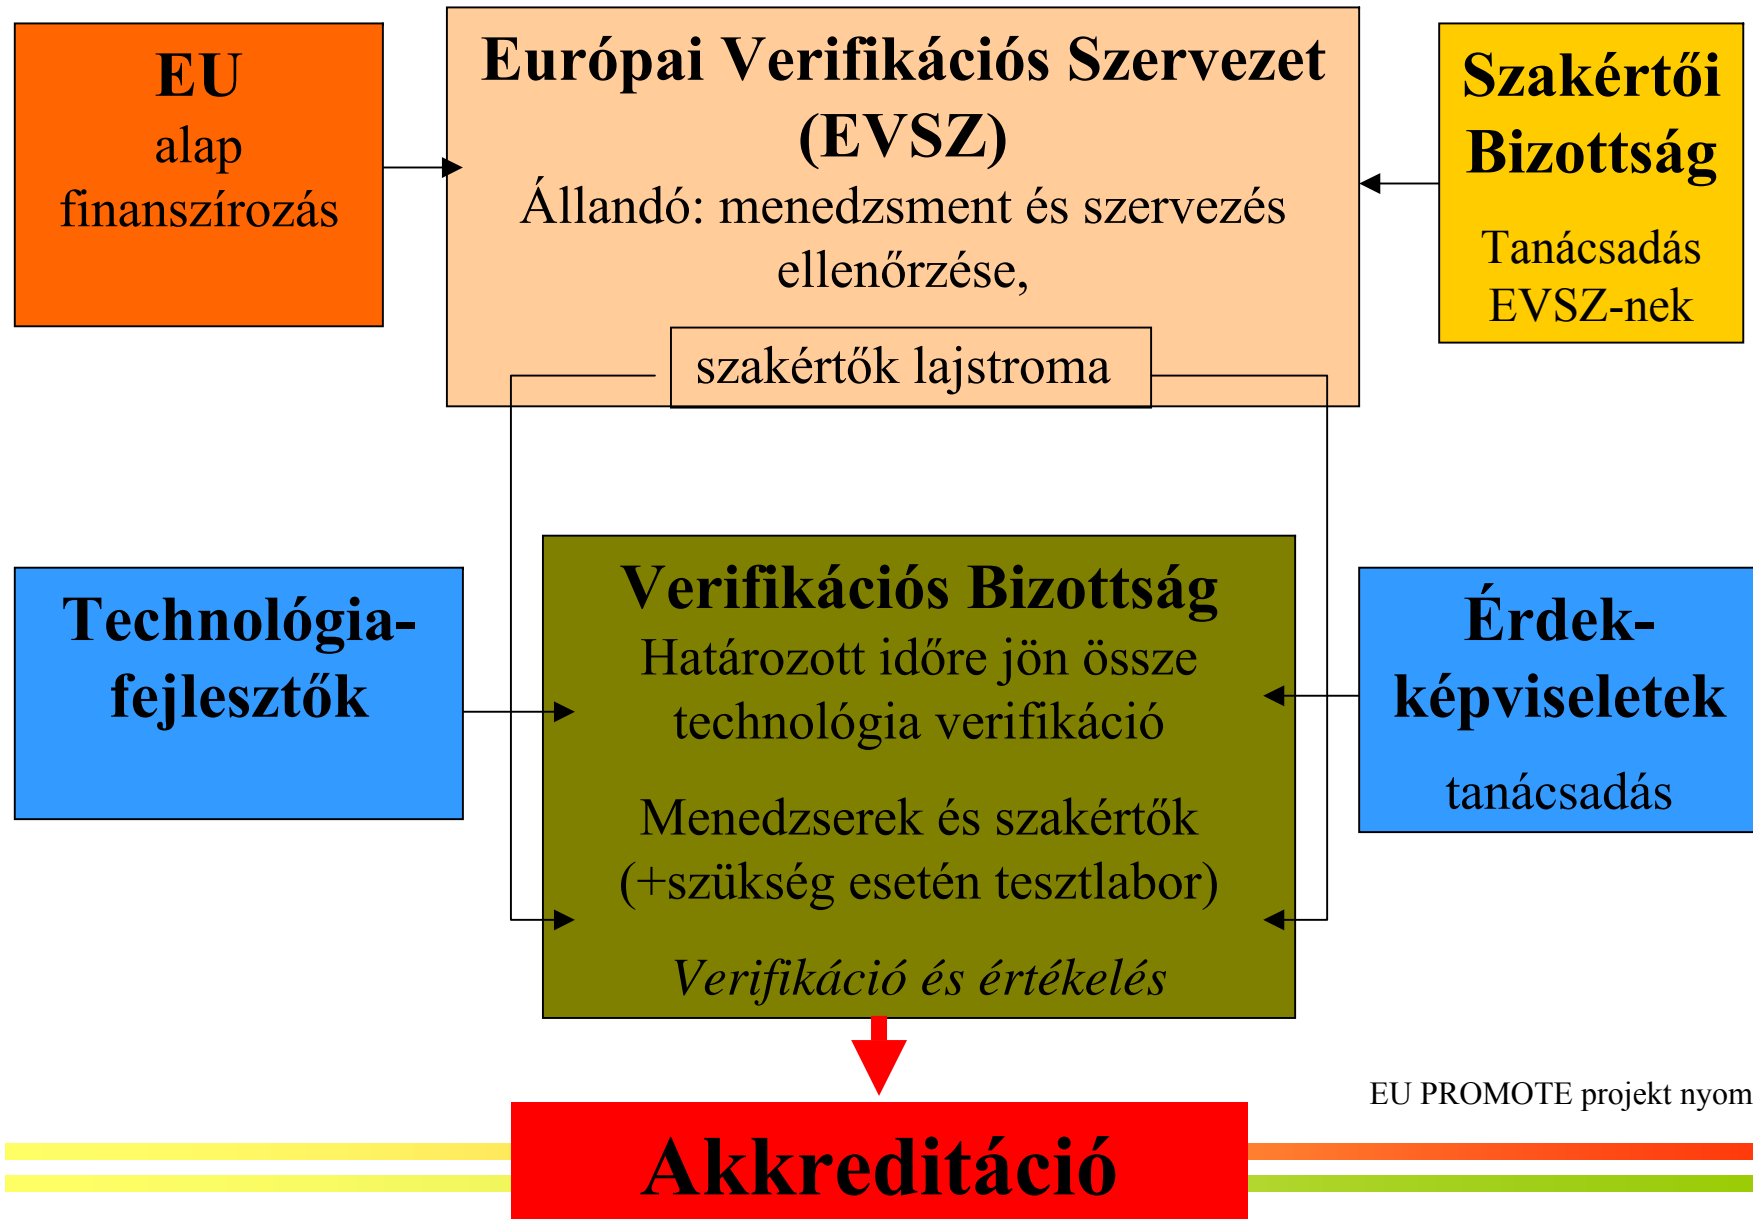 EU
alap
finanszírozás
Európai Verifikációs Szervezet
(EVSZ)
Állandó: menedzsment és szervezés
ellenőrzése,
szakértők lajstroma
Szakértői
Bizottság
Tanácsadás
EVSZ-nek
Technológia-
fejlesztők
Verifikációs Bizottság
Határozott időre jön össze
technológia verifikáció
Menedzserek és szakértők
(+szükség esetén tesztlabor)
Verifikáció és értékelés
Érdek-
képviseletek
tanácsadás
EU PROMOTE projekt nyom
Akkreditáció